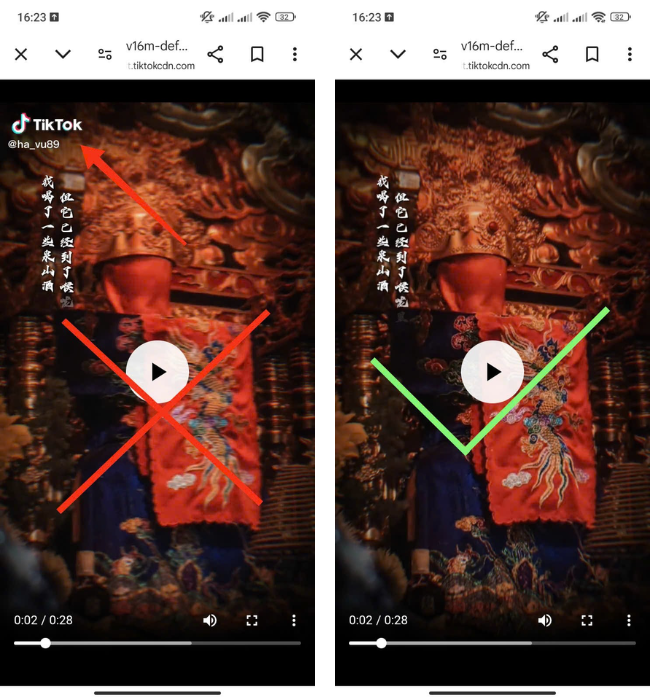 16:23
32
v16m-def...
t.tiktokcdn.com
TikTok
@ha_vu89
我喝了一些泉山酒
但它已经到了喉
0:02 / 0:28
16:23
32
v16m-def...
t.tiktokcdn.com
我喝了一些泉山酒
但它已经到了喉
0:02 / 0:28